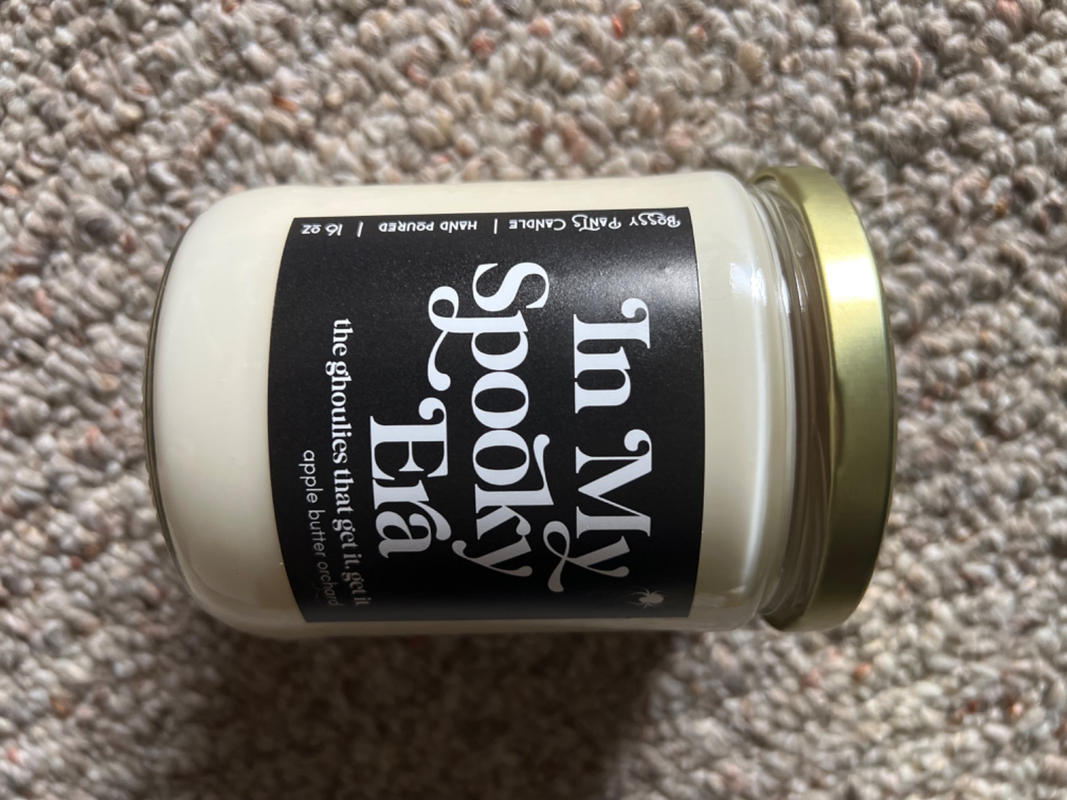 In My
Spooky
Era
the ghoulies that get it, get it
apple butter orchard
BOSSY PANTS CANDLE | HAND POURED | 16 OZ